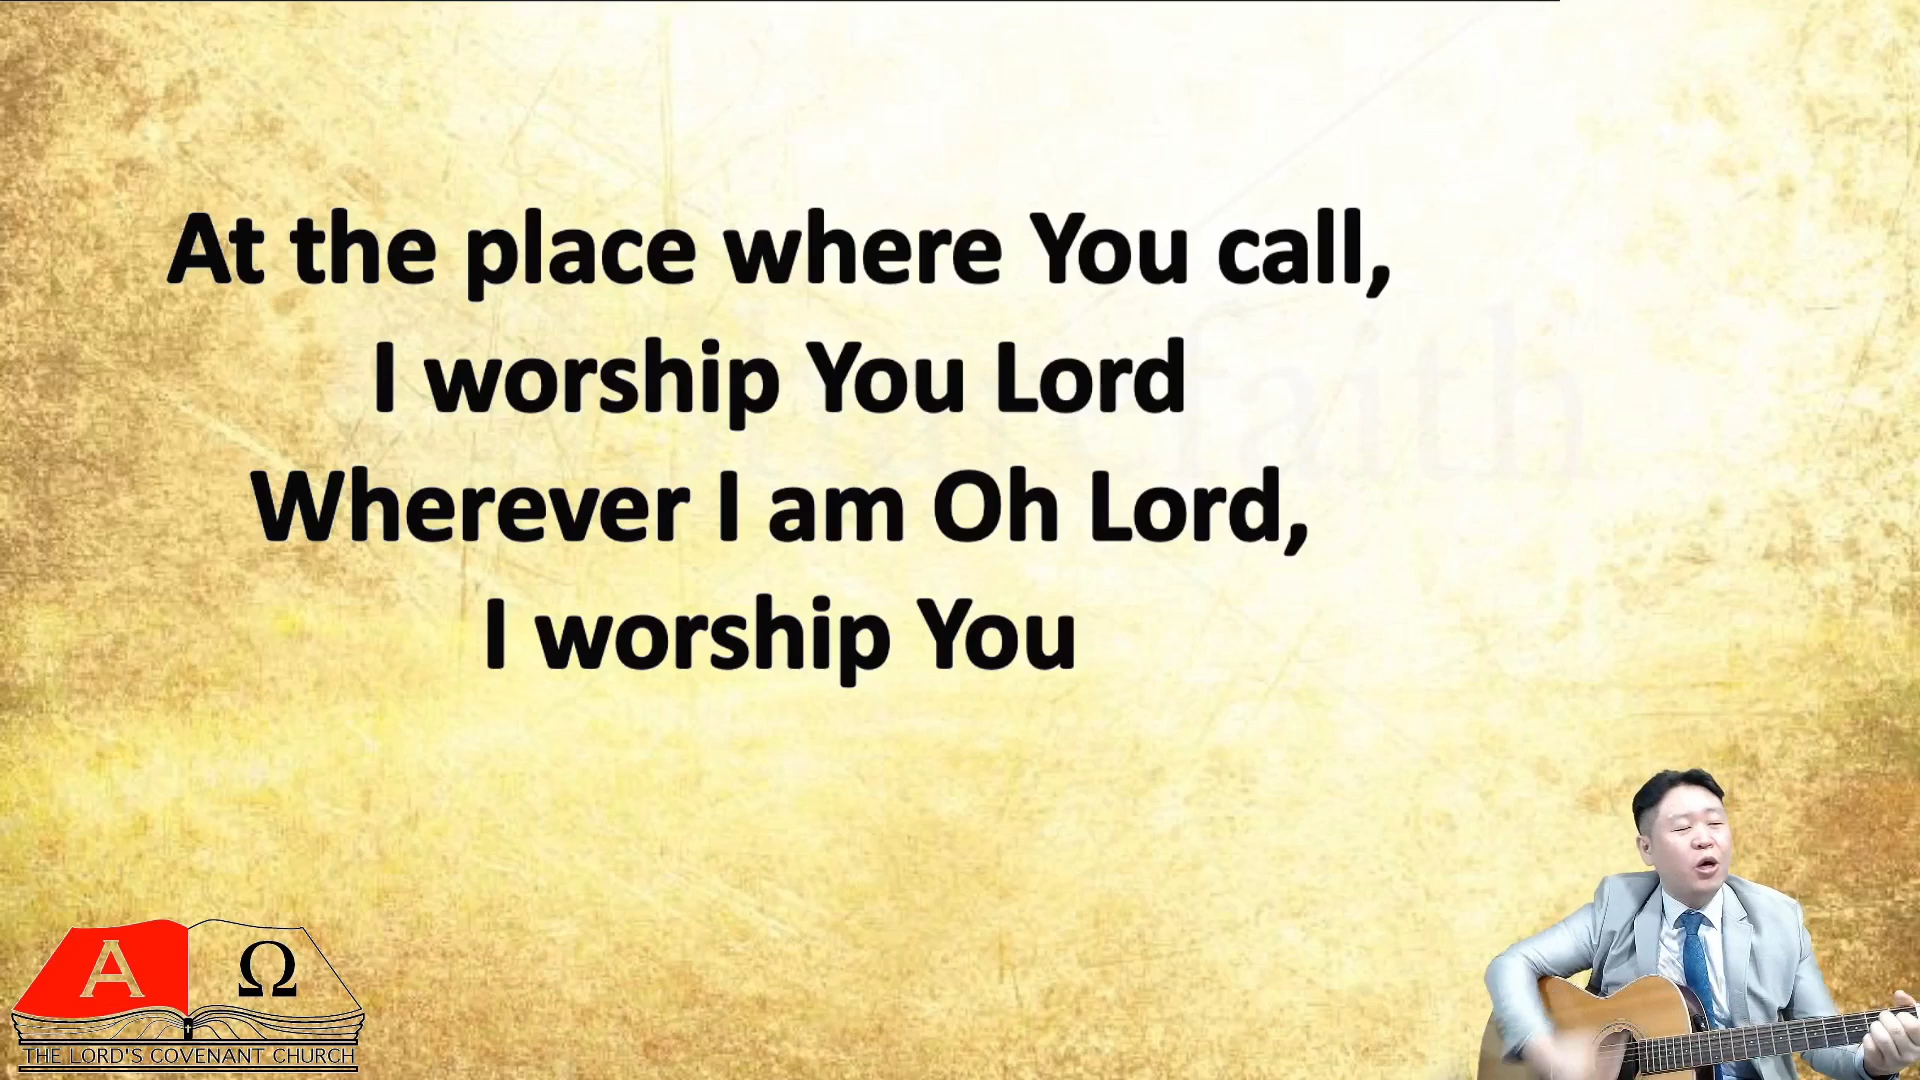 At the place where You call,
I worship You Lord
faith
Wherever I am Oh Lord,
I worship You
A Ω
THE LORD'S COVENANT CHURCH